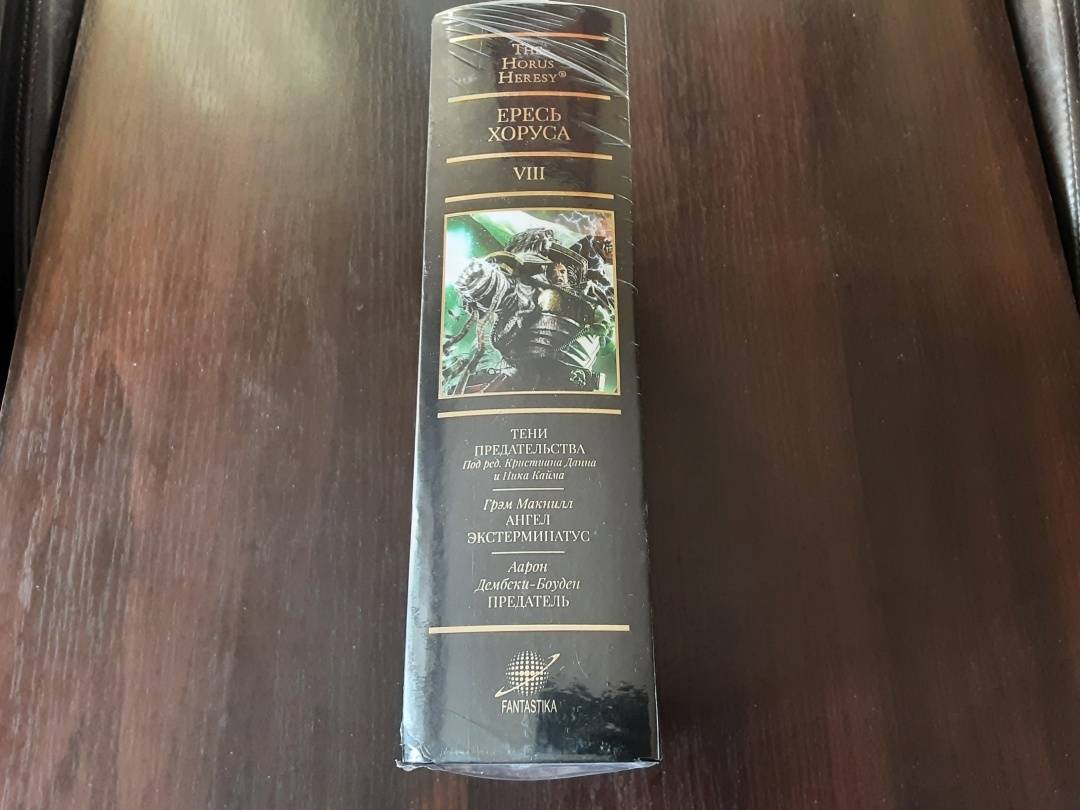 THE
HORUS
HERESY®
ЕРЕСЬ
ХОРУСА
VIII
ТЕНИ
ПРЕДАТЕЛЬСТВА
Под ред. Кристиана Данна
и Ника Кайма
Грэм Макнилл
АНГЕЛ
ЭКСТЕРМИНАТУС
Аарон
Дембски-Боуден
ПРЕДАТЕЛЬ
FANTASTIKA